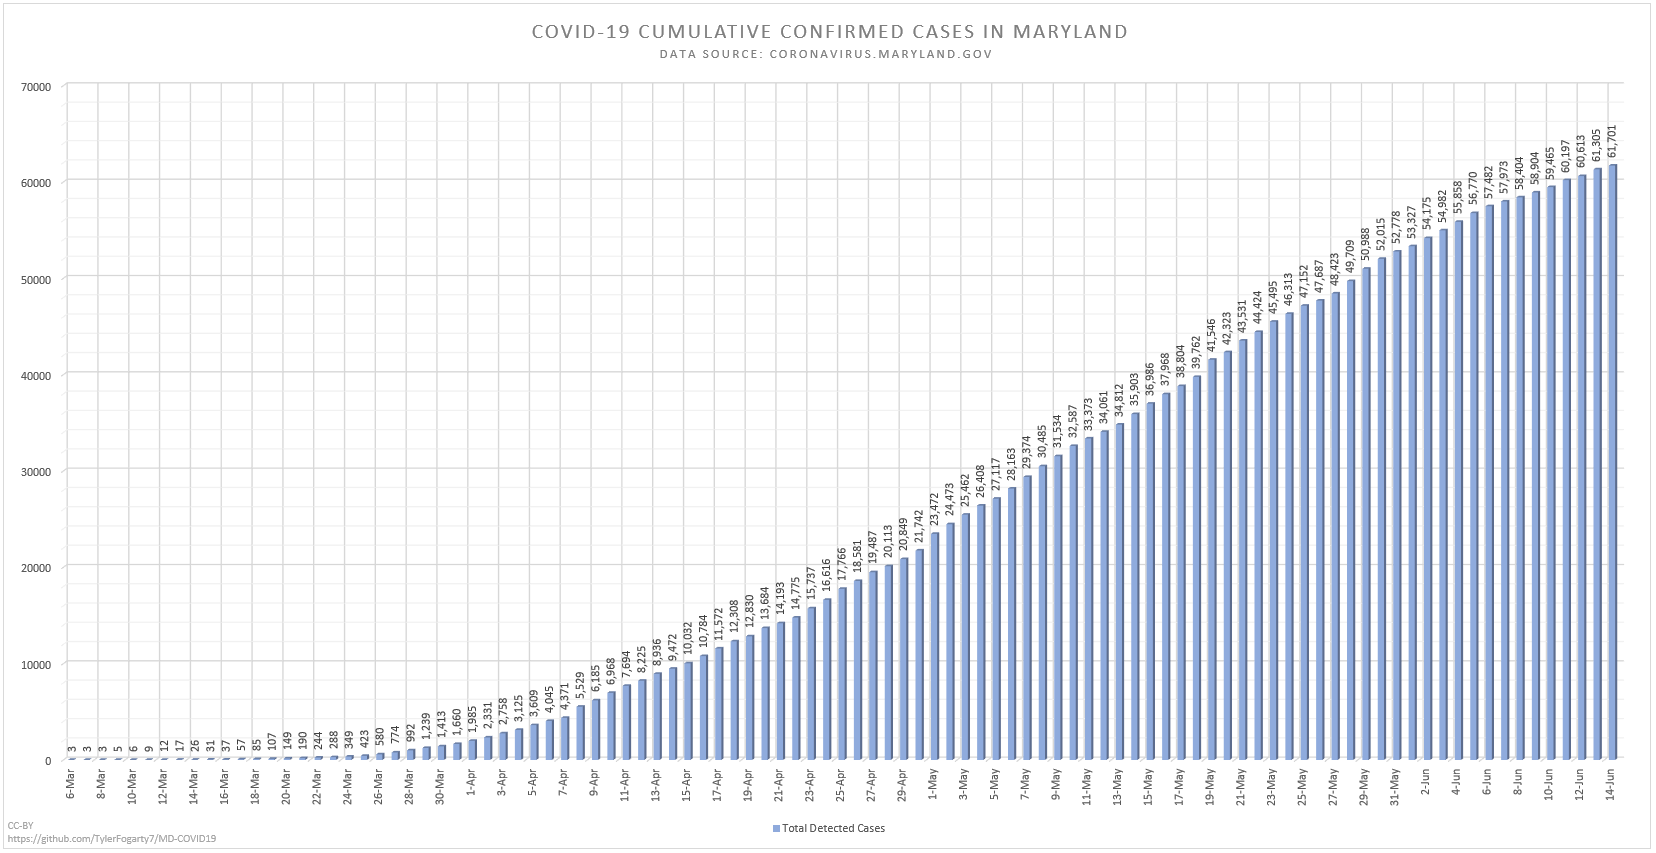 COVID-19 CUMULATIVE CONFIRMED CASES IN MARYLAND
DATA SOURCE: CORONAVIRUS.MARYLAND.GOV
70000
60000
50000
40000
30000
20000
10000
0
3 3 3 5 6 9 12 17 26 31 37 57 85 107 149 190 244 288 349 423 580 774 992 1,239 1,413 1,660 1,985 2,331 2,758 3,125 3,609 4,045 4,371 5,529 6,185 6,968 7,694 8,225 8,936 9,472 10,032 10,784 11,572 12,308 12,830 13,684 14,193 14,775 15,737 16,616 17,766 18,581 19,487 20,113 20,849 21,742 23,472 24,473 25,462 26,408 27,117 28,163 29,374 30,485 31,534 32,587 33,373 34,061 34,812 35,903 36,986 37,968 38,804 39,762 41,546 42,323 43,531 44,424 45,495 46,313 47,152 47,687 48,423 49,709 50,988 52,015 52,778 53,327 54,175 54,982 55,858 56,770 57,482 57,973 58,404 58,904 59,465 60,197 60,613 61,305 61,701
6-Mar 8-Mar 10-Mar 12-Mar 14-Mar 16-Mar 18-Mar 20-Mar 22-Mar 24-Mar 26-Mar 28-Mar 30-Mar 1-Apr 3-Apr 5-Apr 7-Apr 9-Apr 11-Apr 13-Apr 15-Apr 17-Apr 19-Apr 21-Apr 23-Apr 25-Apr 27-Apr 29-Apr 1-May 3-May 5-May 7-May 9-May 11-May 13-May 15-May 17-May 19-May 21-May 23-May 25-May 27-May 29-May 31-May 2-Jun 4-Jun 6-Jun 8-Jun 10-Jun 12-Jun 14-Jun
Total Detected Cases
CC-BY
https://github.com/TylerFogarty7/MD-COVID19